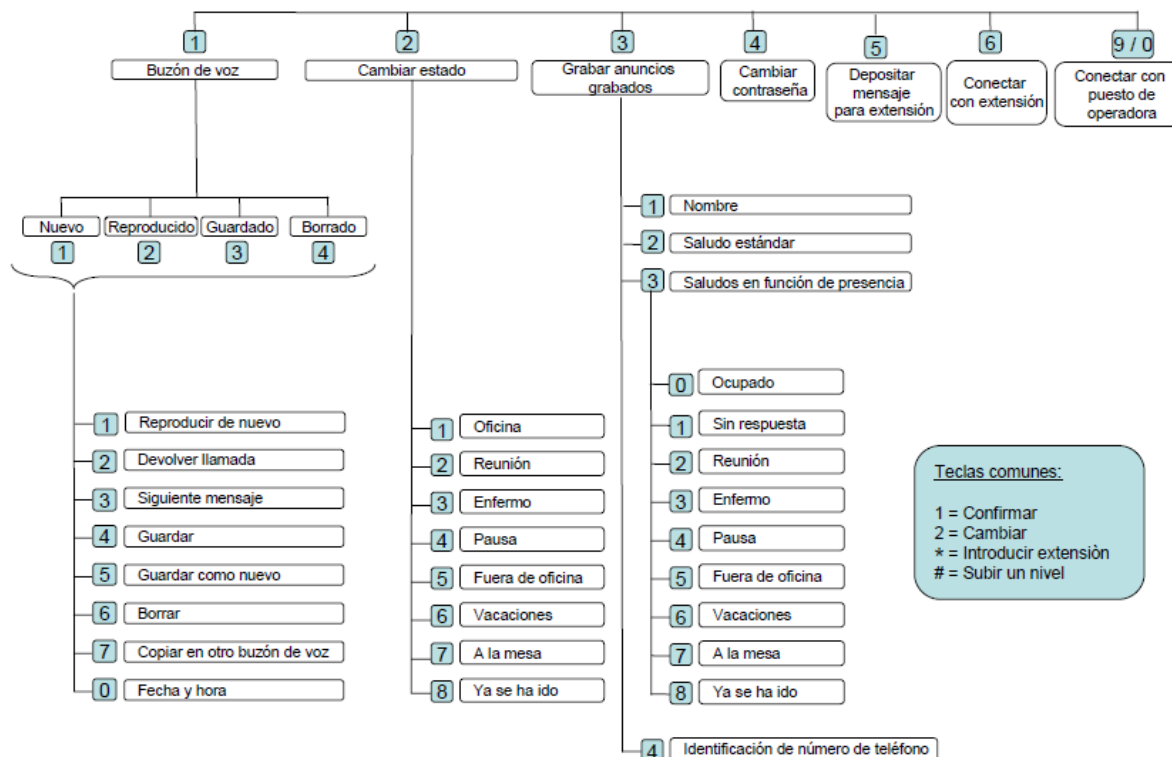 1
Buzón de voz
2
Cambiar estado
3
Grabar anuncios
grabados
4
Cambiar
contraseña
5
Depositar
mensaje
para extensión
6
Conectar
con extensión
9 / 0
Conectar con
puesto de
operadora
Nuevo
1
Reproducido
2
Guardado
3
Borrado
4
1 Reproducir de nuevo
2 Devolver llamada
3 Siguiente mensaje
4 Guardar
5 Guardar como nuevo
6 Borrar
7 Copiar en otro buzón de voz
0 Fecha y hora
1 Oficina
2 Reunión
3 Enfermo
4 Pausa
5 Fuera de oficina
6 Vacaciones
7 A la mesa
8 Ya se ha ido
1 Nombre
2 Saludo estándar
3 Saludos en función de presencia
0 Ocupado
1 Sin respuesta
2 Reunión
3 Enfermo
4 Pausa
5 Fuera de oficina
6 Vacaciones
7 A la mesa
8 Ya se ha ido
4 Identificación de número de teléfono
Teclas comunes:
1 = Confirmar
2 = Cambiar
* = Introducir extensiòn
# = Subir un nivel